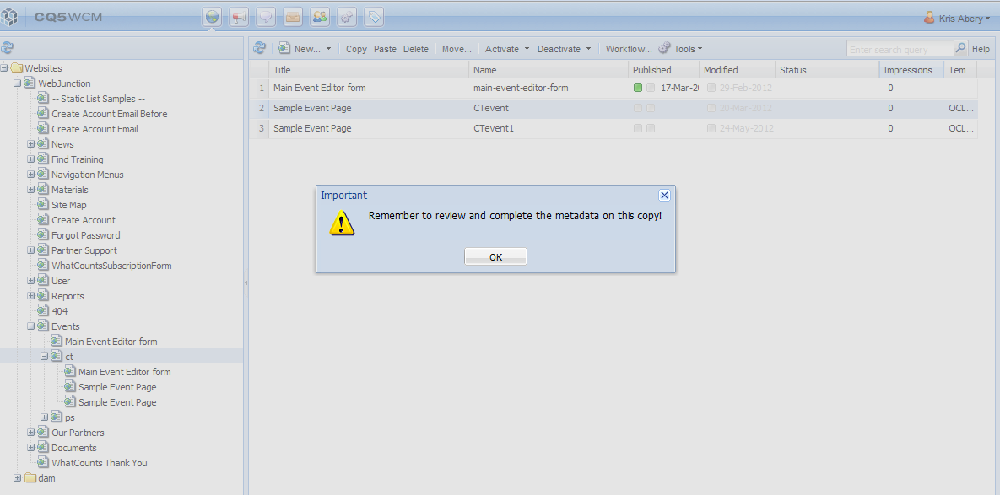 CQ5 WCM
Kris Abery
New... Copy Paste Delete Move... Activate Deactivate Workflow... Tools Enter search query Help
Title Name Published Modified Status Impressions... Tem...
1 Main Event Editor form main-event-editor-form 17-Mar-20 29-Feb-2012 0
2 Sample Event Page CTevent 20-Mar-2012 0 OCL...
3 Sample Event Page CTevent1 24-May-2012 0 OCL...
Websites
WebJunction
-- Static List Samples --
Create Account Email Before
Create Account Email
News
Find Training
Navigation Menus
Materials
Site Map
Create Account
Forgot Password
Partner Support
WhatCountsSubscriptionForm
User
Reports
404
Events
Main Event Editor form
ct
Main Event Editor form
Sample Event Page
Sample Event Page
ps
Our Partners
Documents
WhatCounts Thank You
dam
Important
Remember to review and complete the metadata on this copy!
OK